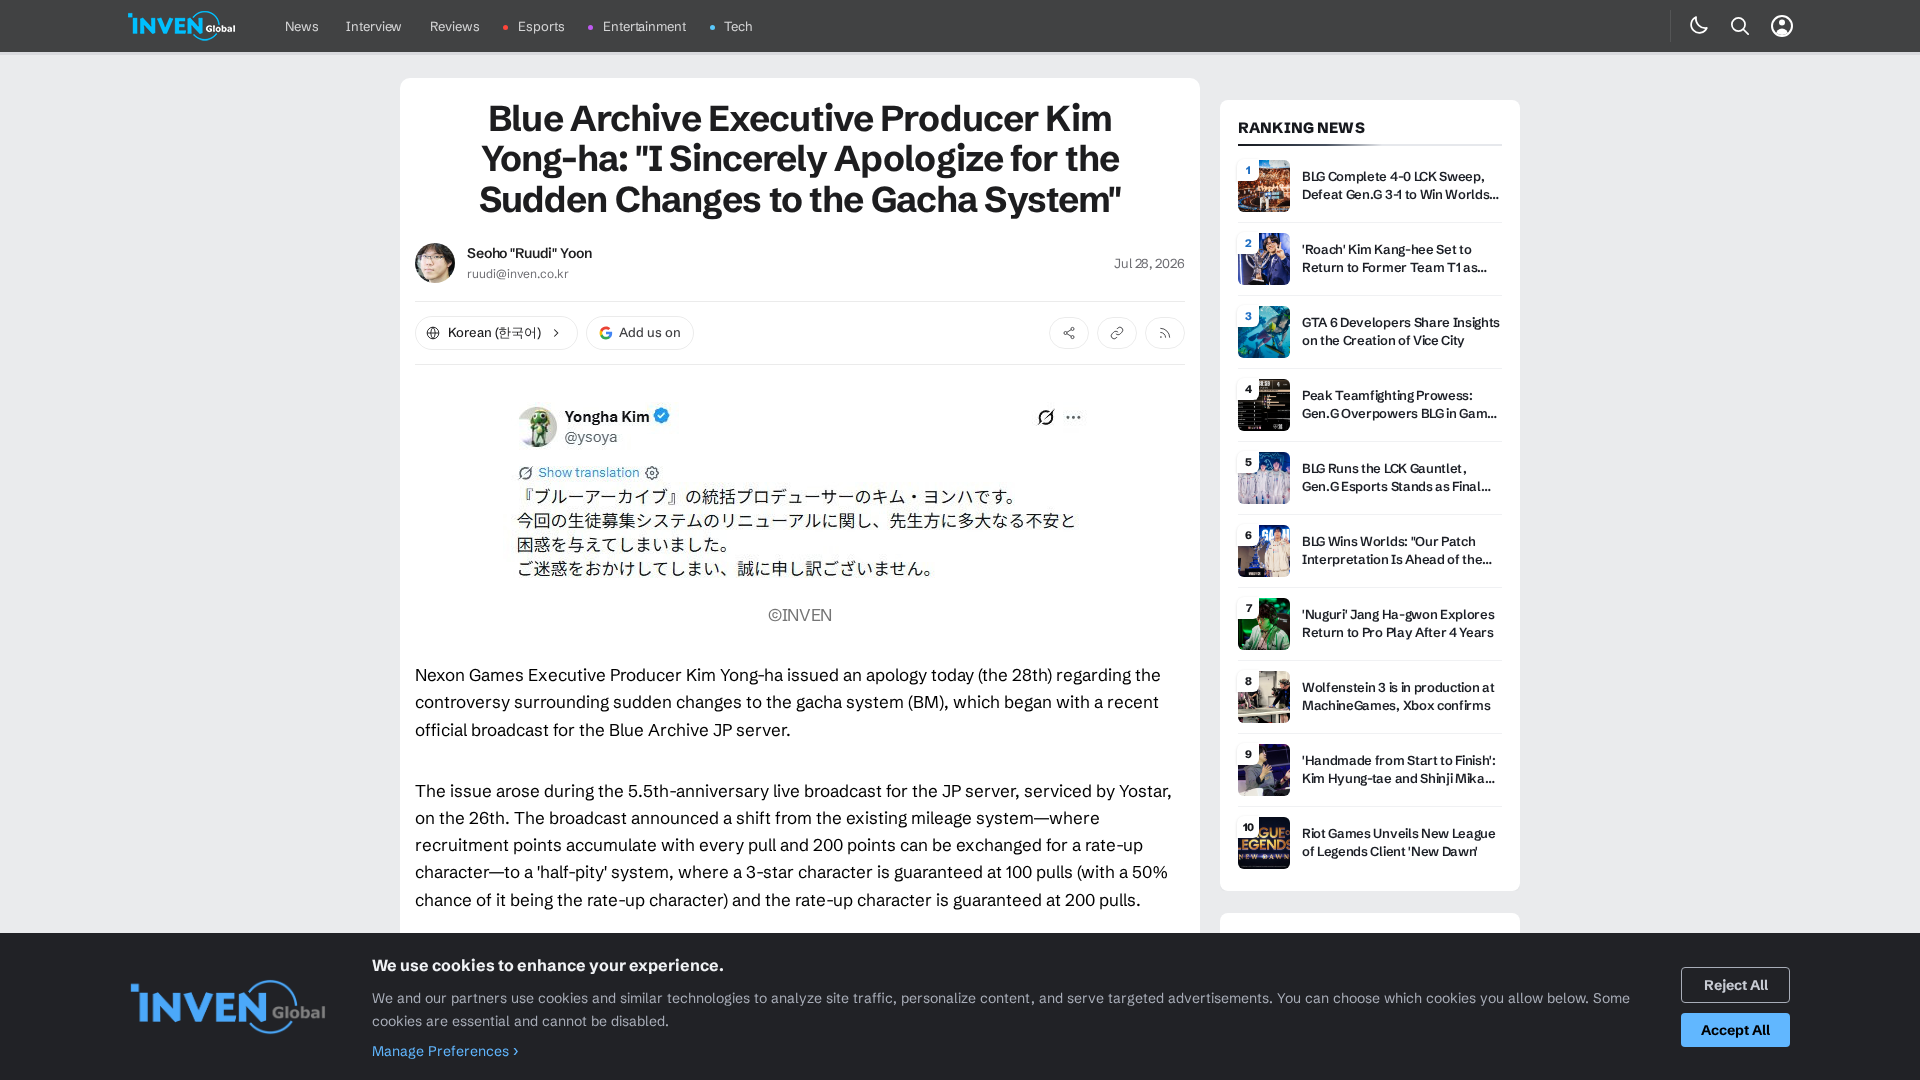 INVEN Global
News
Interview
Reviews
Esports
Entertainment
Tech
Blue Archive Executive Producer Kim
Yong-ha: "I Sincerely Apologize for the
Sudden Changes to the Gacha System"
Seoho "Ruudi" Yoon
ruudi@inven.co.kr
Jul 28, 2026
Korean (한국어)
Add us on
Yongha Kim
@ysoya
Show translation
『ブルーアーカイブ』の統括プロデューサーのキム・ヨンハです。
今回の生徒募集システムのリニューアルに関し、先生方に多大なる不安と
困惑を与えてしまいました。
ご迷惑をおかけしてしまい、誠に申し訳ございません。
©INVEN
Nexon Games Executive Producer Kim Yong-ha issued an apology today (the 28th) regarding the
controversy surrounding sudden changes to the gacha system (BM), which began with a recent
official broadcast for the Blue Archive JP server.
The issue arose during the 5.5th-anniversary live broadcast for the JP server, serviced by Yostar,
on the 26th. The broadcast announced a shift from the existing mileage system—where
recruitment points accumulate with every pull and 200 points can be exchanged for a rate-up
character—to a 'half-pity' system, where a 3-star character is guaranteed at 100 pulls (with a 50%
chance of it being the rate-up character) and the rate-up character is guaranteed at 200 pulls.
RANKING NEWS
1
BLG Complete 4-0 LCK Sweep,
Defeat Gen.G 3-1 to Win Worlds...
2
'Roach' Kim Kang-hee Set to
Return to Former Team T1 as...
3
GTA 6 Developers Share Insights
on the Creation of Vice City
4
Peak Teamfighting Prowess:
Gen.G Overpowers BLG in Gam...
5
BLG Runs the LCK Gauntlet,
Gen.G Esports Stands as Final...
6
BLG Wins Worlds: "Our Patch
Interpretation Is Ahead of the...
7
'Nuguri' Jang Ha-gwon Explores
Return to Pro Play After 4 Years
8
Wolfenstein 3 is in production at
MachineGames, Xbox confirms
9
'Handmade from Start to Finish':
Kim Hyung-tae and Shinji Mika...
10
LEGENDS
NEW DAWN
Riot Games Unveils New League
of Legends Client 'New Dawn'
INVEN Global
We use cookies to enhance your experience.
We and our partners use cookies and similar technologies to analyze site traffic, personalize content, and serve targeted advertisements. You can choose which cookies you allow below. Some
cookies are essential and cannot be disabled.
Manage Preferences ›
Reject All
Accept All